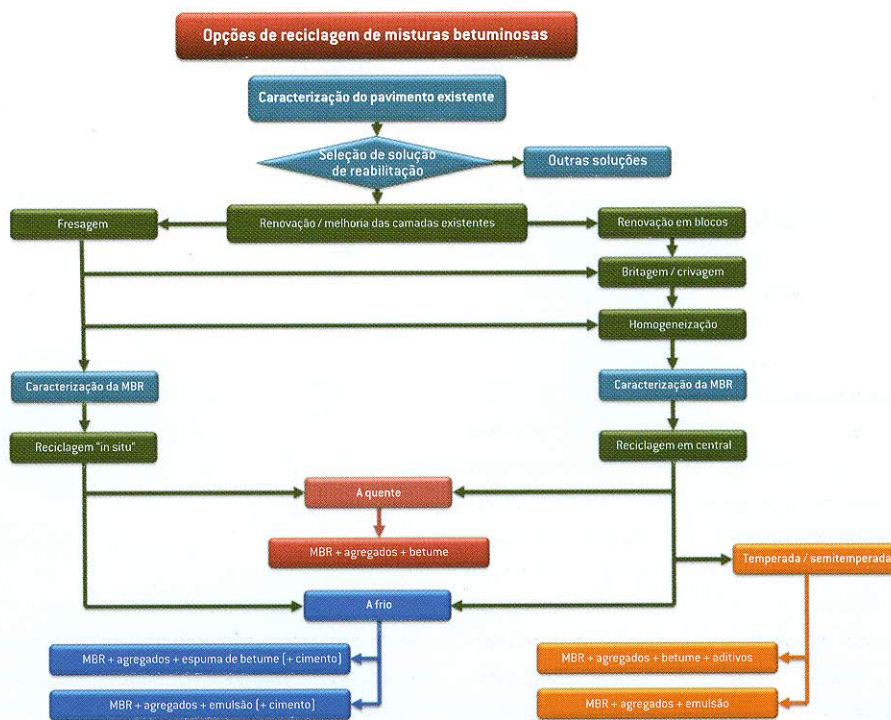 Opções de reciclagem de misturas betuminosas
Caracterização do pavimento existente
Seleção de solução
de reabilitação
Outras soluções
Fresagem
Renovação / melhoria das camadas existentes
Renovação em blocos
Britagem / crivagem
Homogeneização
Caracterização da MBR
Caracterização da MBR
Reciclagem "in situ"
Reciclagem em central
A quente
MBR + agregados + betume
Temperada / semitemperada
A frio
MBR + agregados + espuma de betume (+ cimento)
MBR + agregados + betume + aditivos
MBR + agregados + emulsão (+ cimento)
MBR + agregados + emulsão